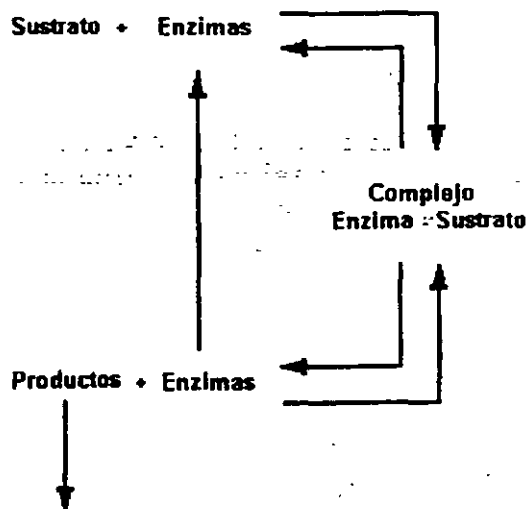 Sustrato + Enzimas
Complejo
Enzima - Sustrato
Productos + Enzimas